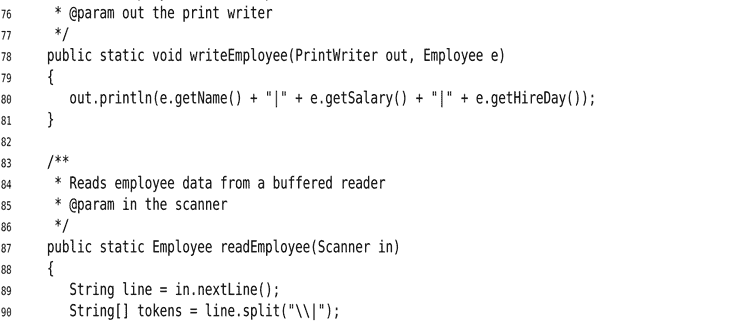 76 * @param out the print writer
77 */
78 public static void writeEmployee(PrintWriter out, Employee e)
79 {
80 out.println(e.getName() + "|" + e.getSalary() + "|" + e.getHireDay());
81 }
82
83 /**
84 * Reads employee data from a buffered reader
85 * @param in the scanner
86 */
87 public static Employee readEmployee(Scanner in)
88 {
89 String line = in.nextLine();
90 String[] tokens = line.split("\\|");